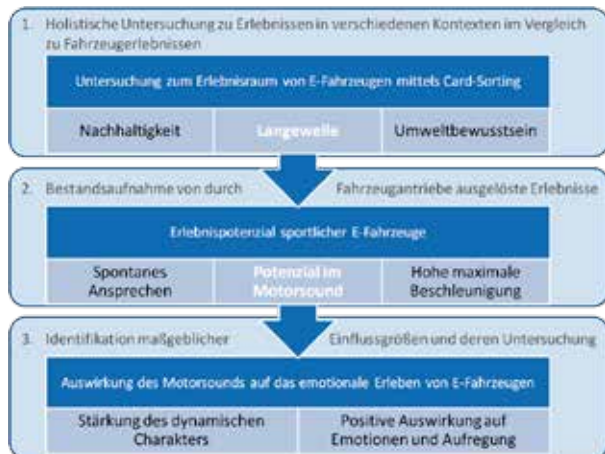 1. Holistische Untersuchung zu Erlebnissen in verschiedenen Kontexten im Vergleich
zu Fahrzeugerlebnissen
Untersuchung zum Erlebnisraum von E-Fahrzeugen mittels Card-Sorting
Nachhaltigkeit Langeweile Umweltbewusstsein
2. Bestandsaufnahme von durch Fahrzeugantriebe ausgelöste Erlebnisse
Erlebnispotenzial sportlicher E-Fahrzeuge
Spontanes Potenzial im Hohe maximale
Ansprechen Motorsound Beschleunigung
3. Identifikation maßgeblicher Einflussgrößen und deren Untersuchung
Auswirkung des Motorsounds auf das emotionale Erleben von E-Fahrzeugen
Stärkung des dynamischen Positive Auswirkung auf
Charakters Emotionen und Aufregung